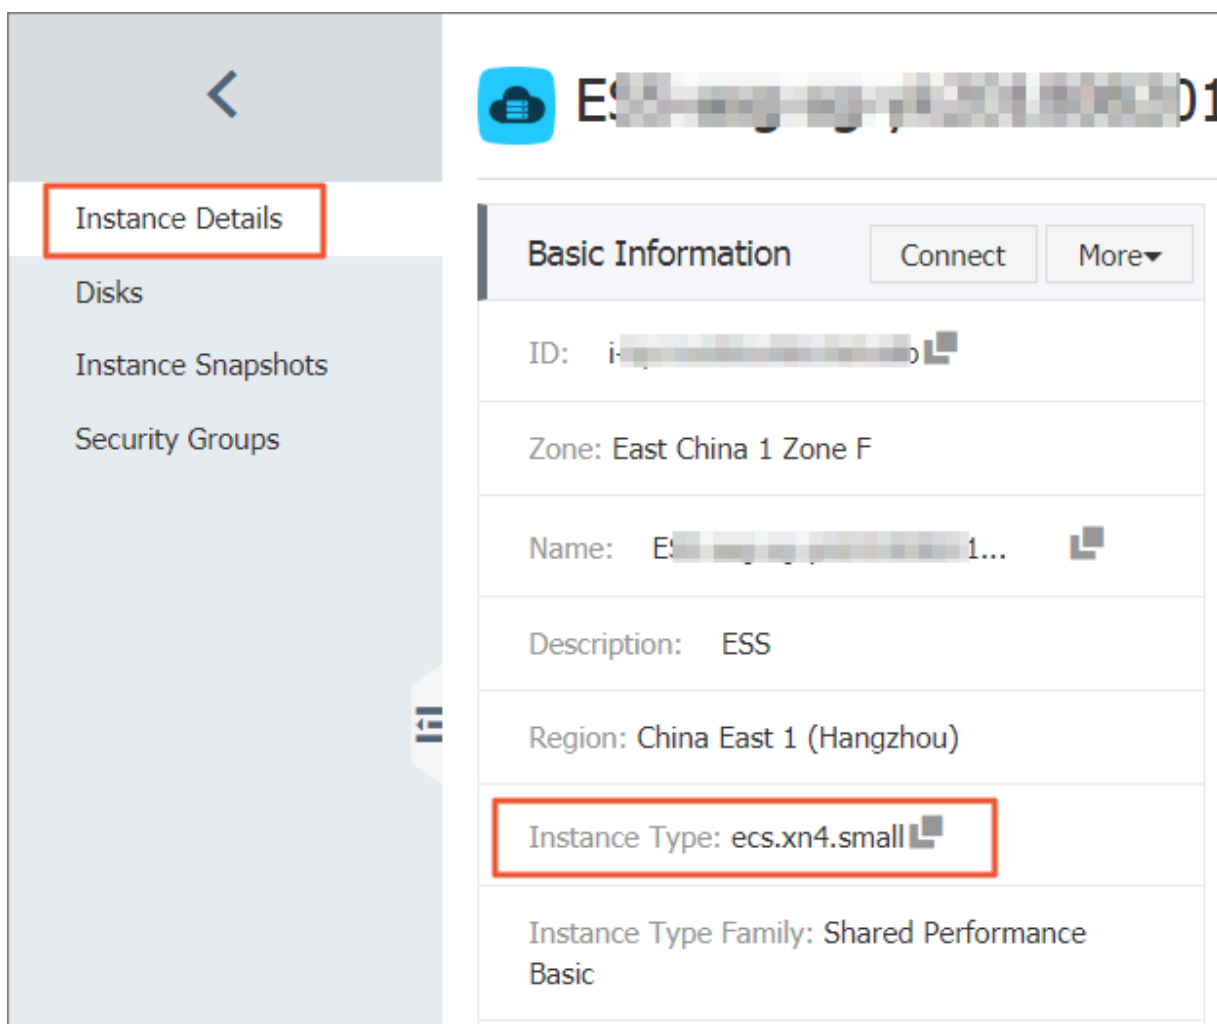 Instance Details
Disks
Instance Snapshots
Security Groups
Basic Information
Connect
More
ID:
Zone: East China 1 Zone F
Name:
Description: ESS
Region: China East 1 (Hangzhou)
Instance Type: ecs.xn4.small
Instance Type Family: Shared Performance
Basic